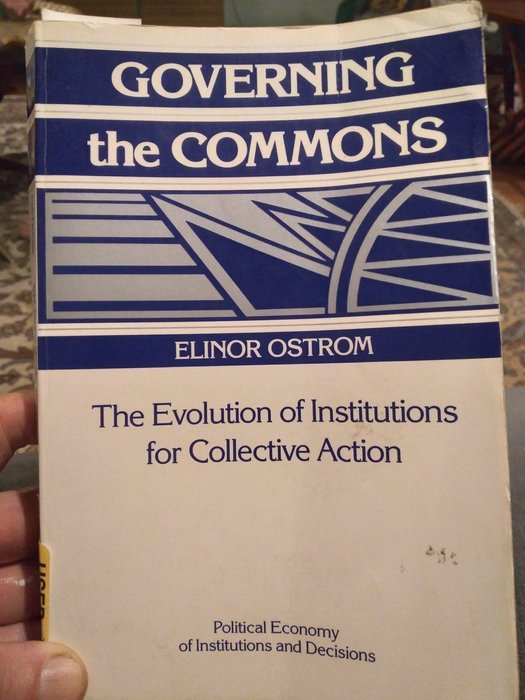 GOVERNING
the COMMONS
ELINOR OSTROM
The Evolution of Institutions
for Collective Action
Political Economy
of Institutions and Decisions